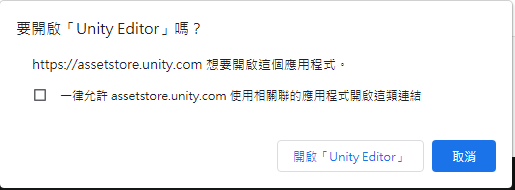 要開啟「Unity Editor」嗎？
https://assetstore.unity.com 想要開啟這個應用程式。
一律允許 assetstore.unity.com 使用相關聯的應用程式開啟這類連結
開啟「Unity Editor」
取消